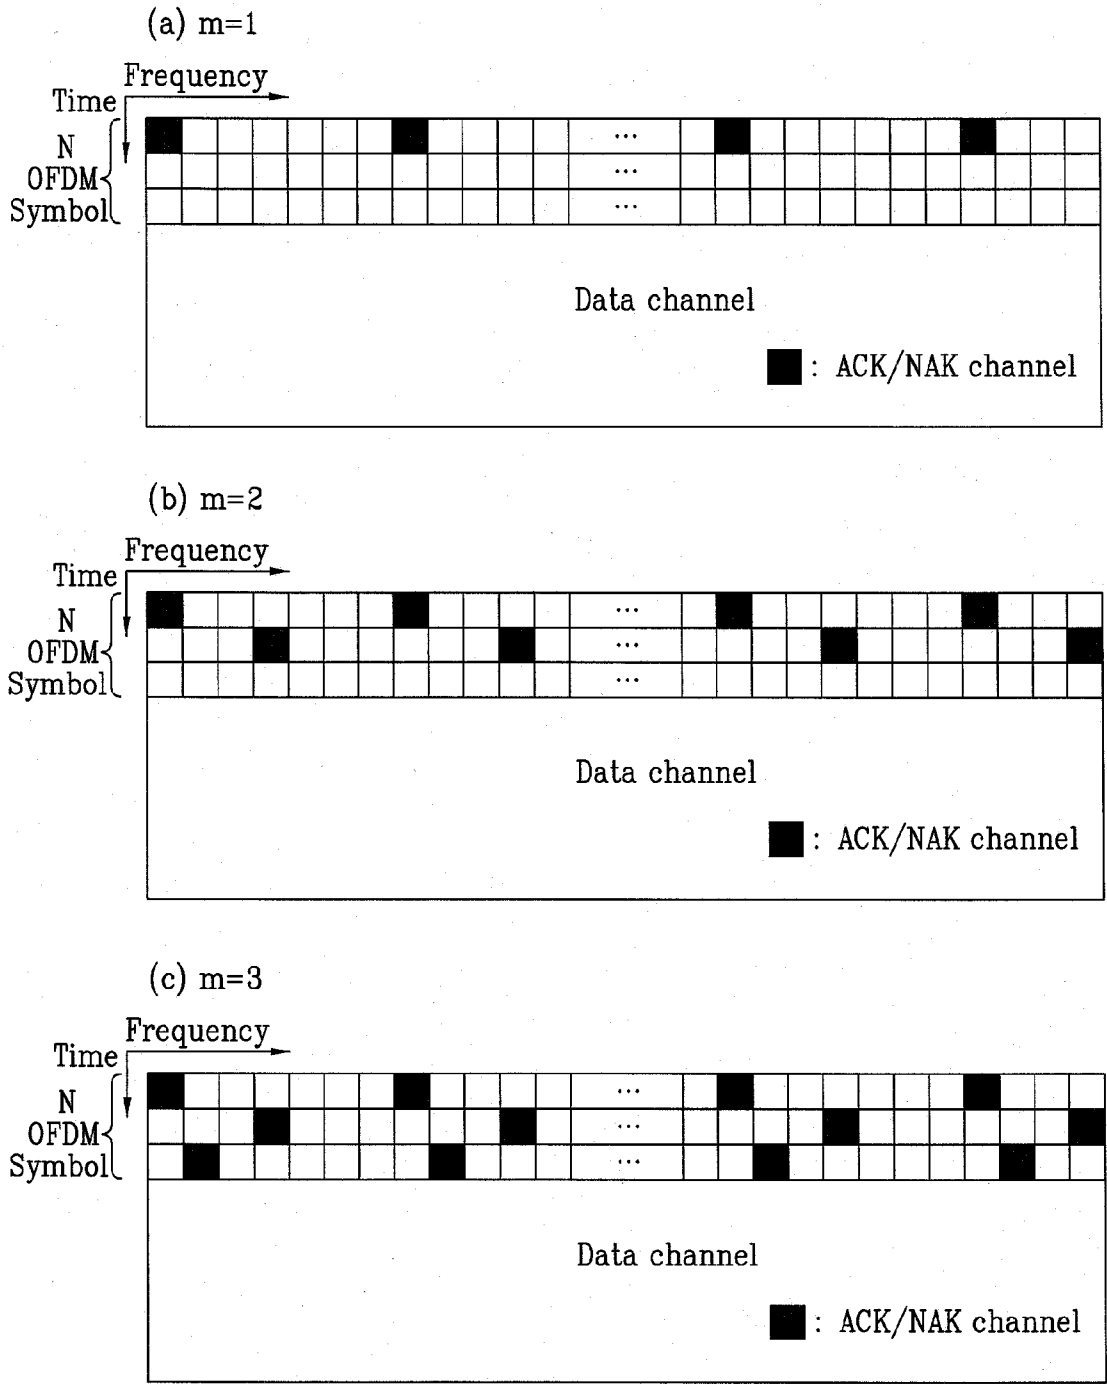 (a) m=1
Frequency
Time
N
OFDM
Symbol
...
...
...
Data channel
: ACK/NAK channel
(b) m=2
Frequency
Time
N
OFDM
Symbol
...
...
...
Data channel
: ACK/NAK channel
(c) m=3
Frequency
Time
N
OFDM
Symbol
...
...
...
Data channel
: ACK/NAK channel